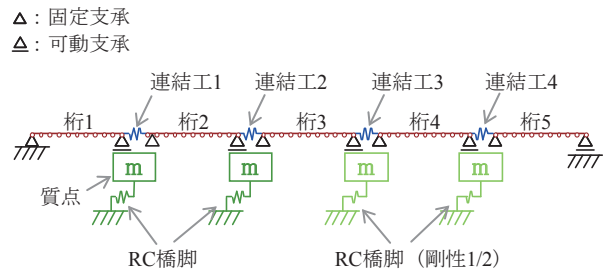 △：固定支承
△：可動支承
連結工1 連結工2 連結工3 連結工4
桁1 桁2 桁3 桁4 桁5
m m m m
質点
RC橋脚 RC橋脚（剛性1/2）